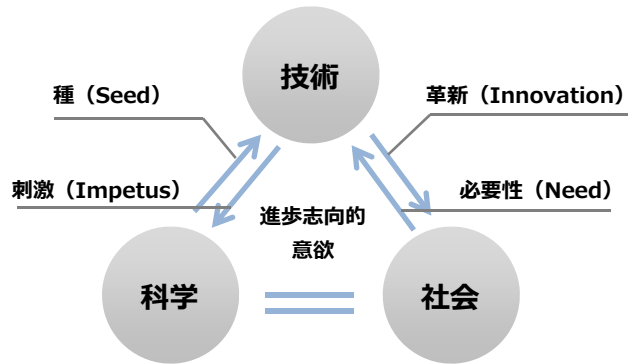 技術
種（Seed）
革新（Innovation）
刺激（Impetus）
必要性（Need）
進歩志向的
意欲
科学
社会